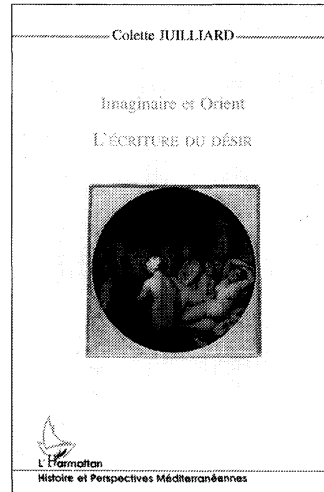 Colette JUILLIARD
Imaginaire et Orient
L'ÉCRITURE DU DÉSIR
L'Harmattan
Histoire et Perspectives Méditerranéennes